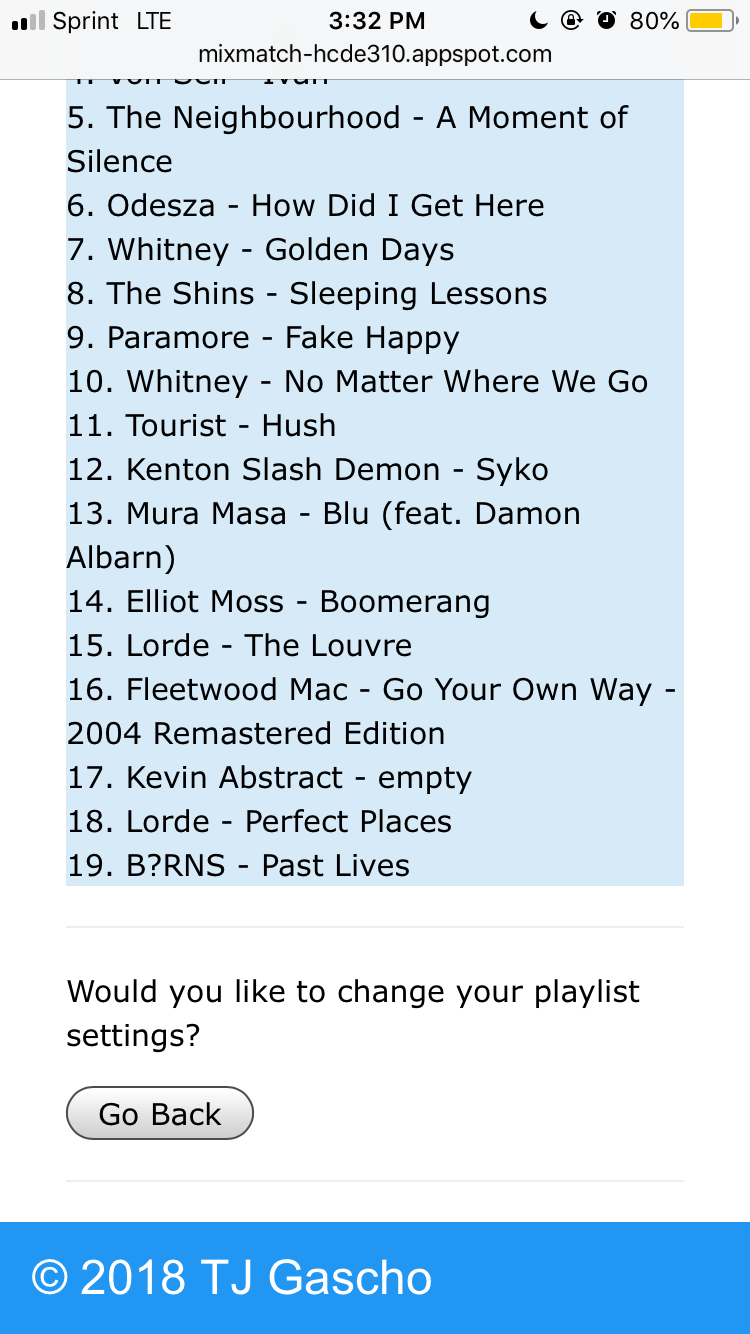 Sprint LTE 3:32 PM 80%
mixmatch-hcde310.appspot.com
5. The Neighbourhood - A Moment of
Silence
6. Odesza - How Did I Get Here
7. Whitney - Golden Days
8. The Shins - Sleeping Lessons
9. Paramore - Fake Happy
10. Whitney - No Matter Where We Go
11. Tourist - Hush
12. Kenton Slash Demon - Syko
13. Mura Masa - Blu (feat. Damon
Albarn)
14. Elliot Moss - Boomerang
15. Lorde - The Louvre
16. Fleetwood Mac - Go Your Own Way -
2004 Remastered Edition
17. Kevin Abstract - empty
18. Lorde - Perfect Places
19. B?RNS - Past Lives
Would you like to change your playlist
settings?
Go Back
© 2018 TJ Gascho